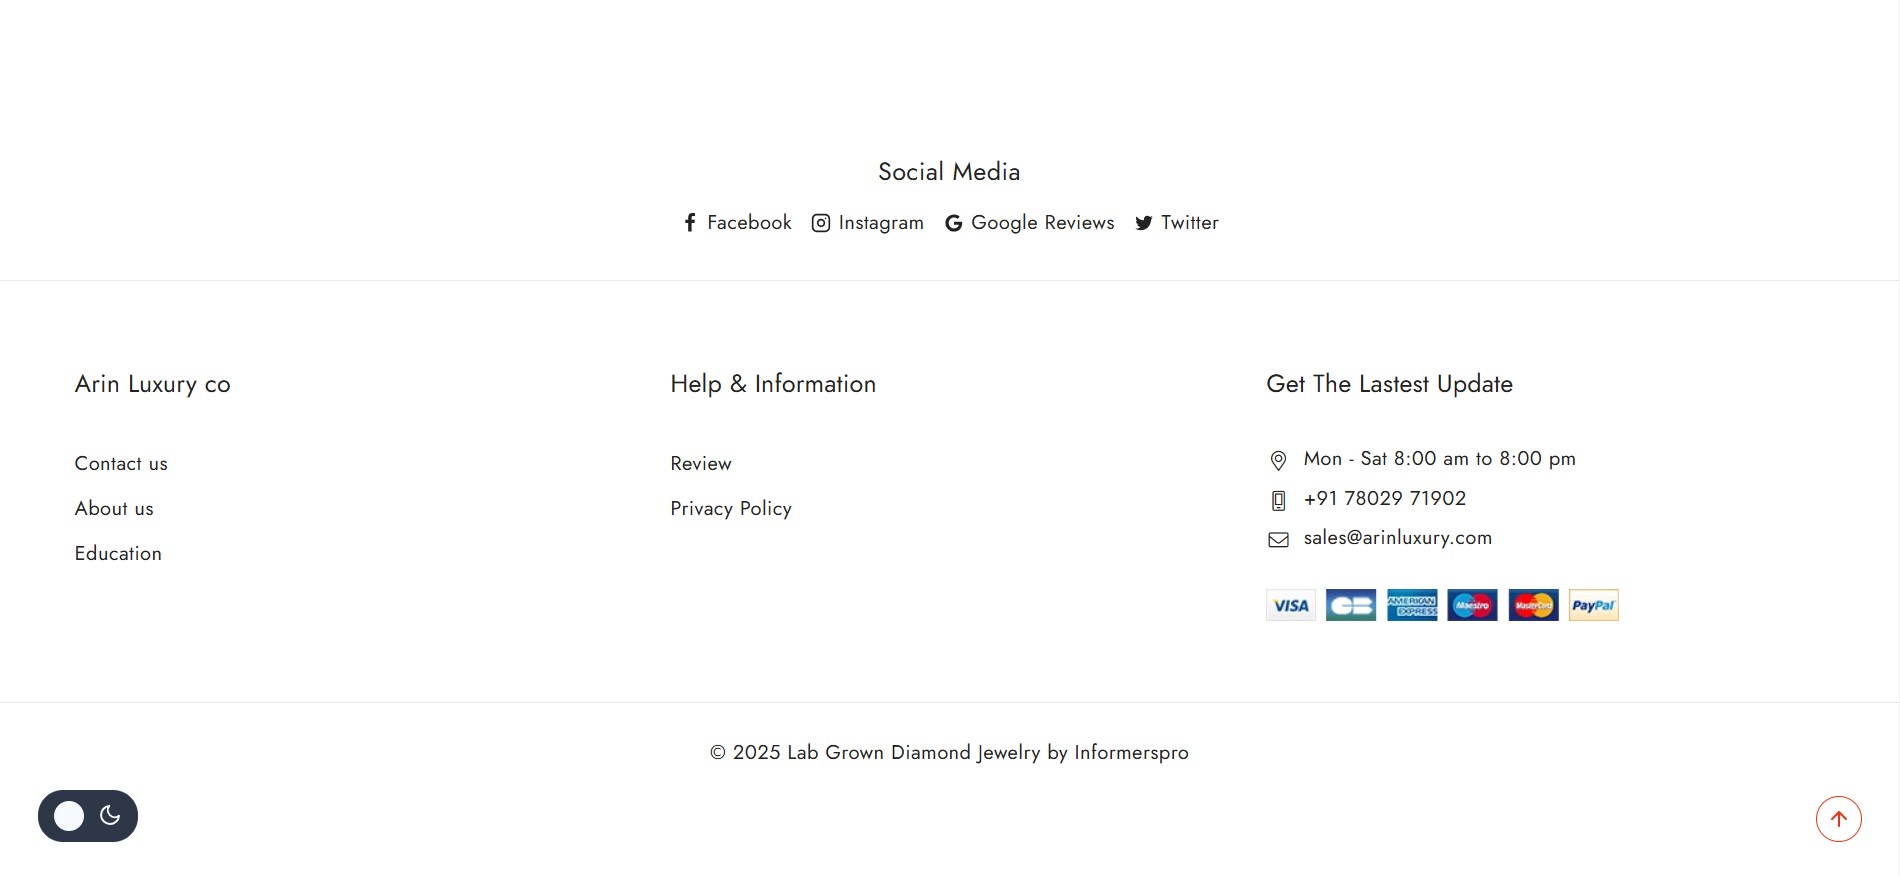 Social Media
Facebook Instagram Google Reviews Twitter
Arin Luxury co
Contact us
About us
Education
Help & Information
Review
Privacy Policy
Get The Lastest Update
Mon - Sat 8:00 am to 8:00 pm
+91 78029 71902
sales@arinluxury.com
VISA CB AMERICAN EXPRESS Maestro MasterCard PayPal
© 2025 Lab Grown Diamond Jewelry by Informerspro